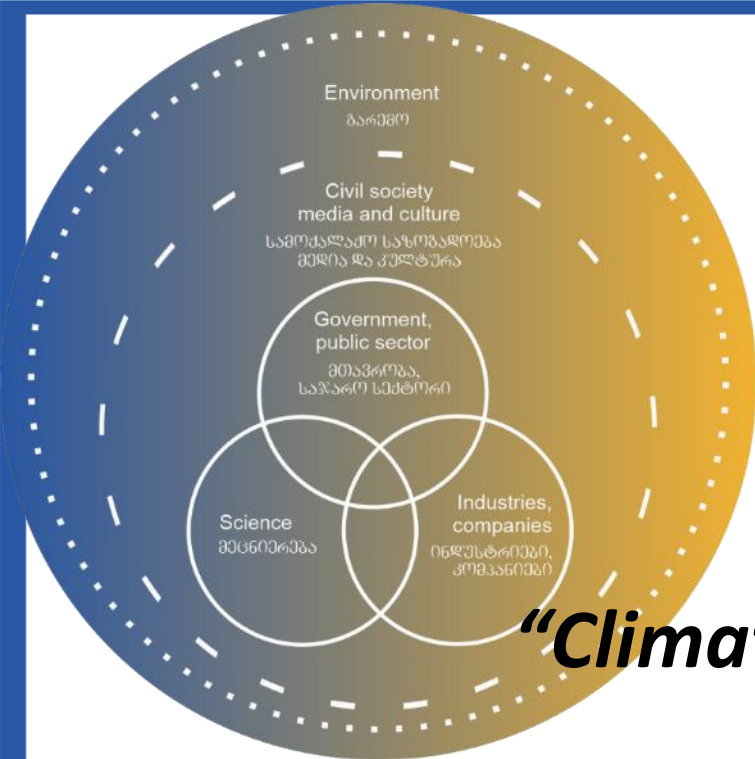 Environment
გარემო
Civil society
media and culture
სამოქალაქო საზოგადოება
მედია და კულტურა
Government,
public sector
მთავრობა,
საჯარო სექტორი
Science
მეცნიერება
Industries,
companies
ინდუსტრიები,
კომპანიები